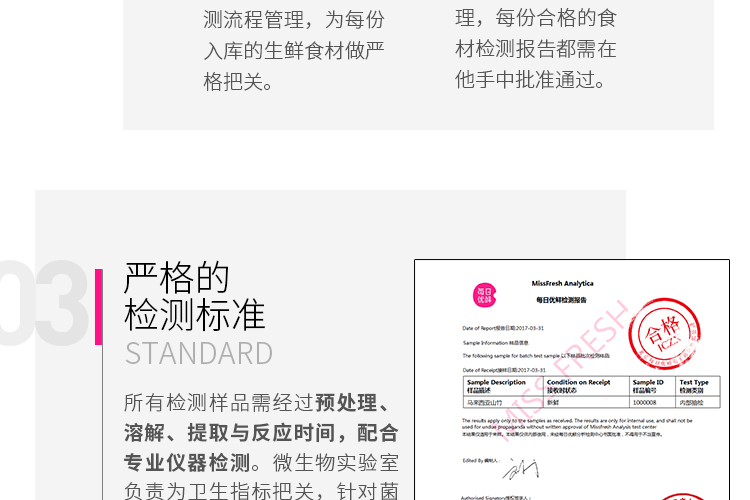 测流程管理，为每份
入库的生鲜食材做严
格把关。
理，每份合格的食
材检测报告都需在
他手中批准通过。
03
严格的
检测标准
STANDARD
所有检测样品需经过预处理、
溶解、提取与反应时间，配合
专业仪器检测。微生物实验室
负责为卫生指标把关，针对菌
每日
优鲜
MissFresh Analytica
每日优鲜检测报告
合格
MISS FRESH
Date of Report报告日期:2017-03-31
Sample Information 样品信息
The following sample for Batch test sample 以下样品批次检测样品:
Date of Receipt接样日期:2017-03-31
Sample Description Condition on Receipt Sample ID Test Type
样品描述 接收时状态 样品编号 检测类别
马来西亚山竹 新鲜 1000008 内部抽检
The results apply only to the samples as received. The results are only for Internal use, and shall not be
used for undue propaganda without written approval of Missfresh Analysis test center
Edited By 编制人:
Authorised Signatory授权签字人: